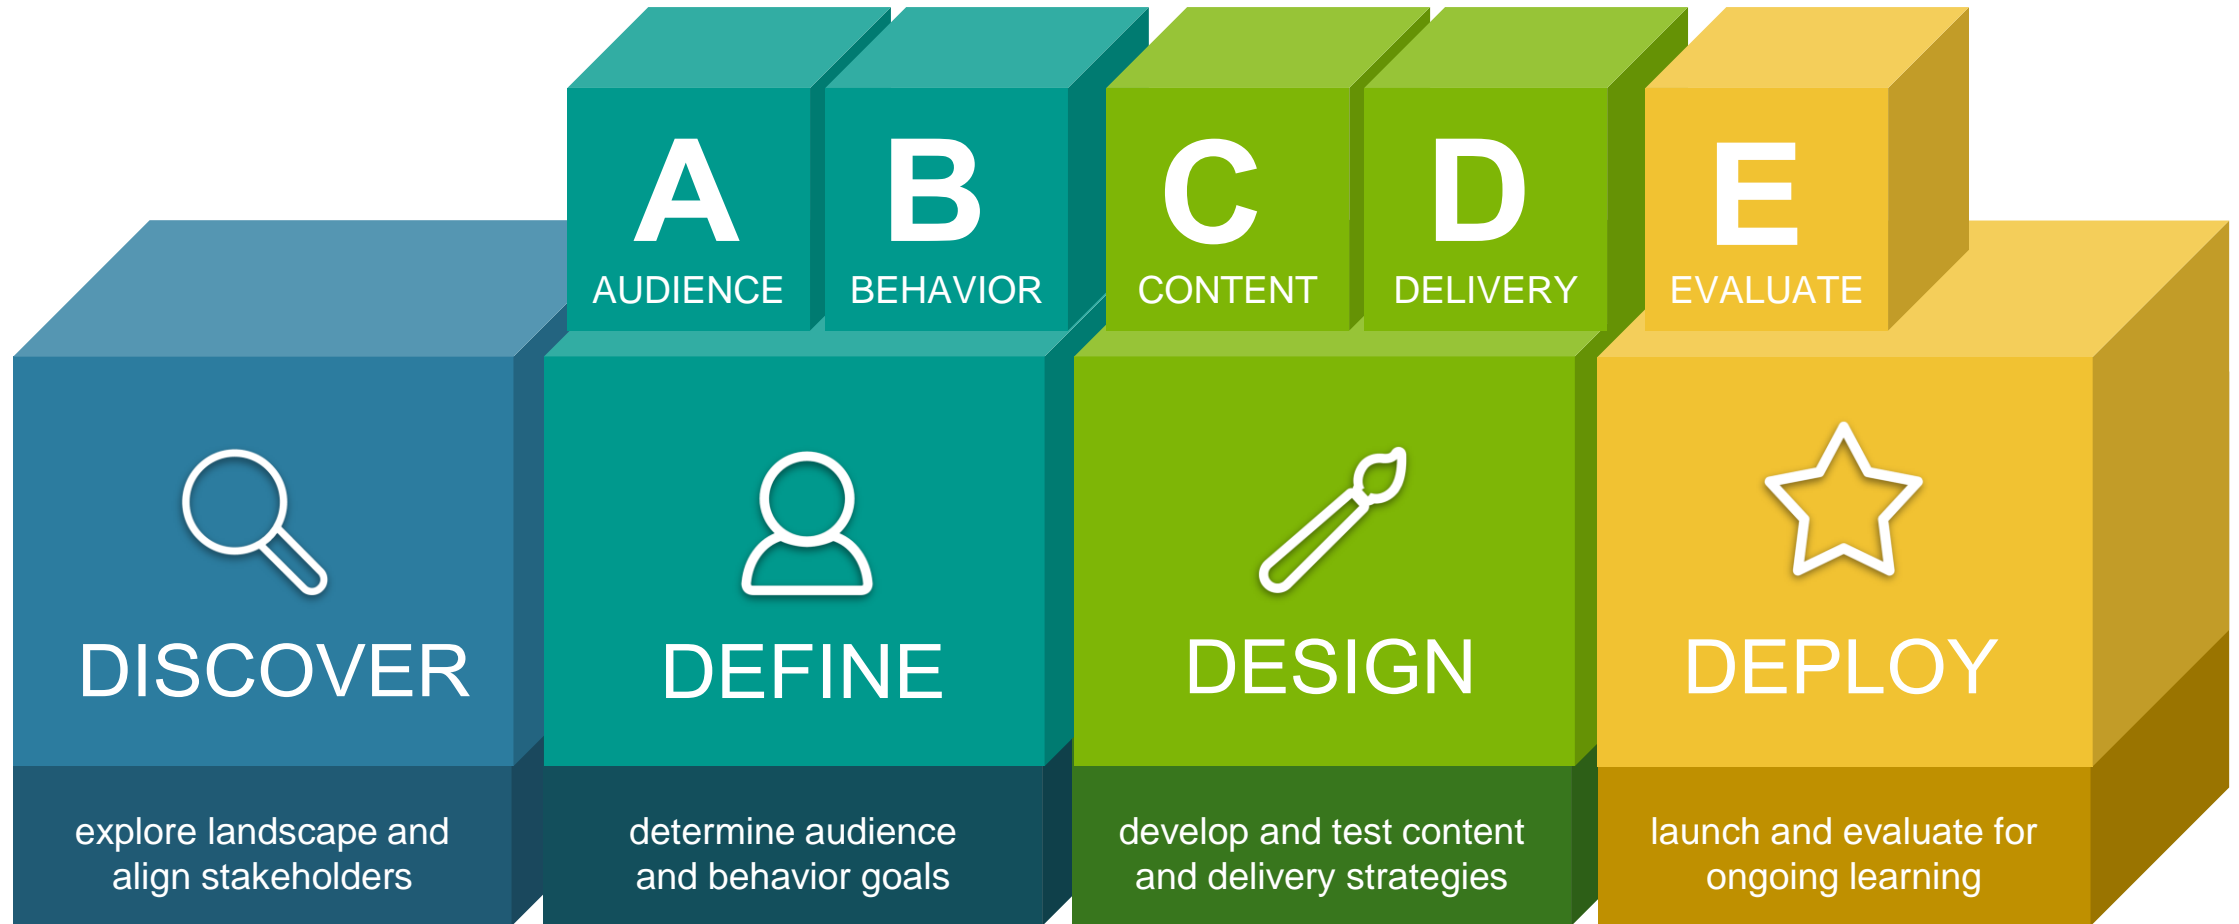 A
AUDIENCE
B
BEHAVIOR
C
CONTENT
D
DELIVERY
E
EVALUATE
DISCOVER
explore landscape and
align stakeholders
DEFINE
determine audience
and behavior goals
DESIGN
develop and test content
and delivery strategies
DEPLOY
launch and evaluate for
ongoing learning